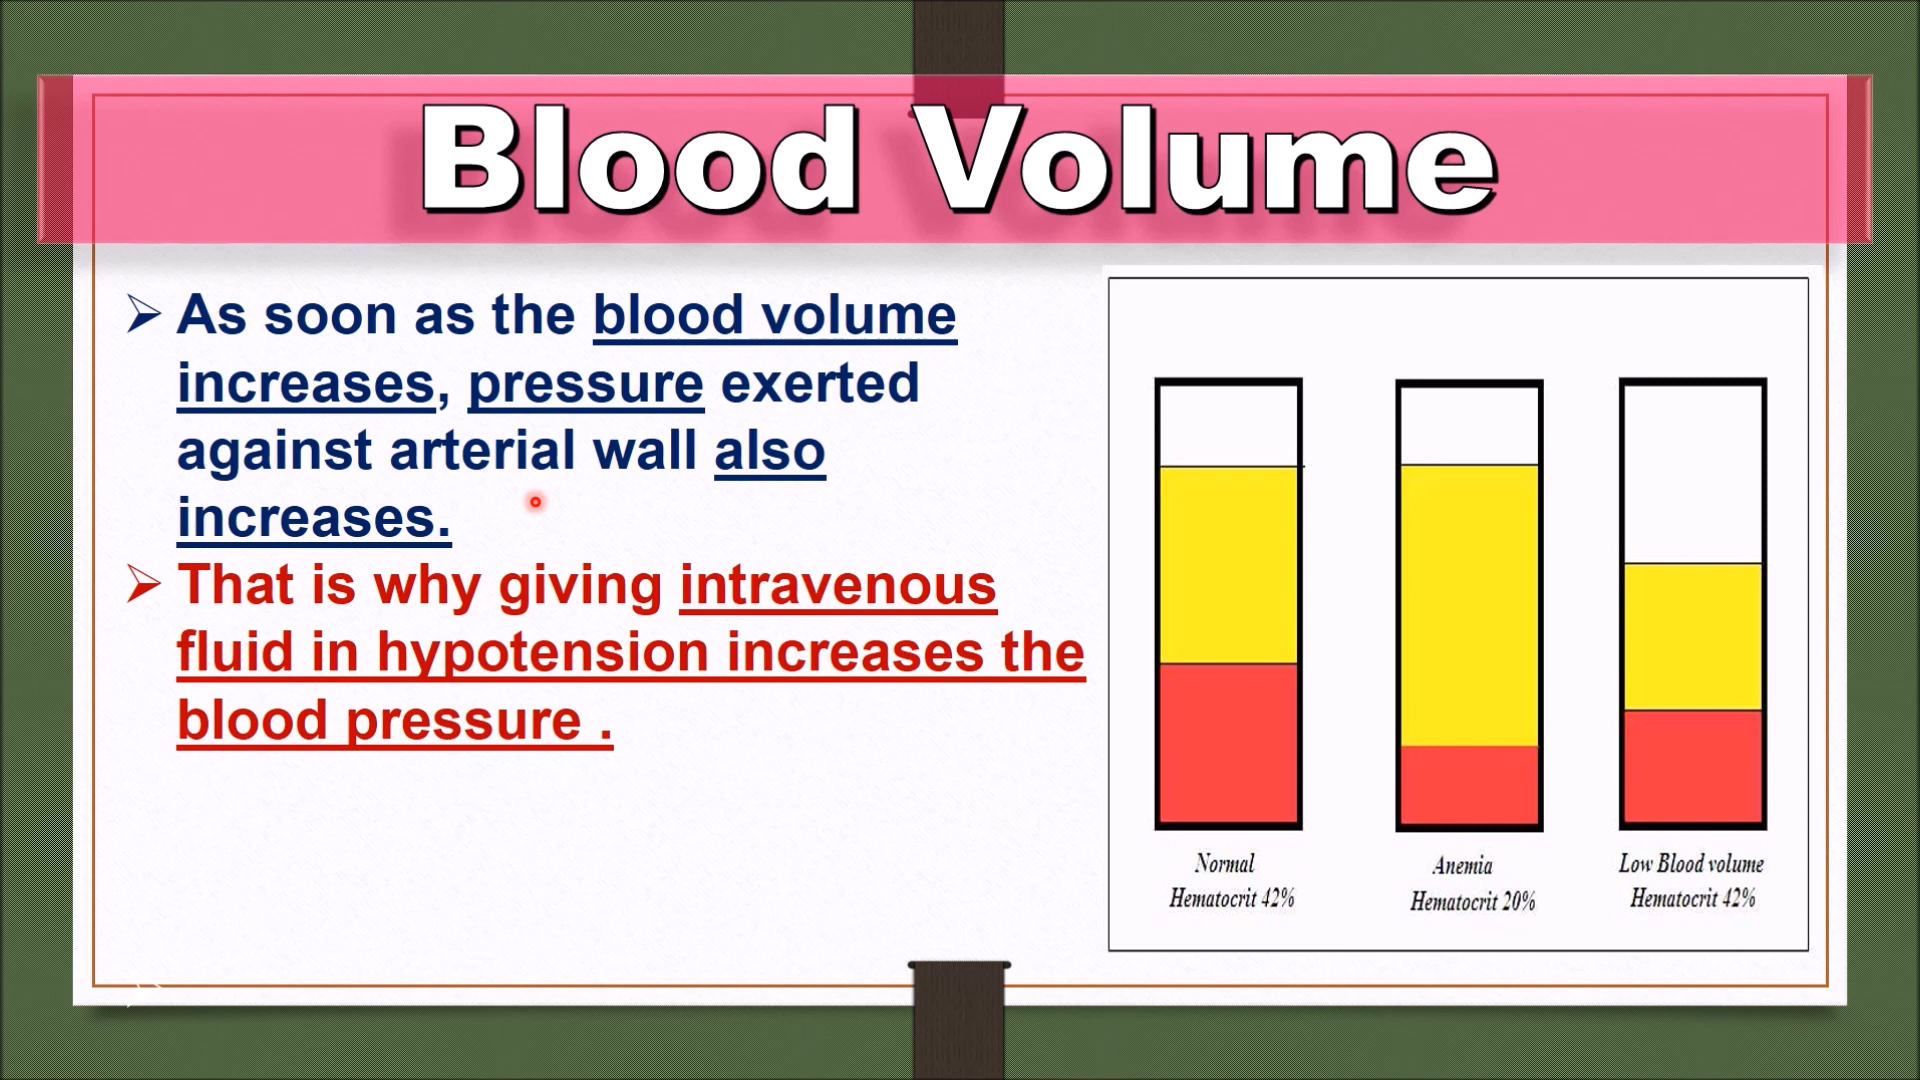 Blood Volume
➢ As soon as the blood volume
increases, pressure exerted
against arterial wall also
increases.
➢ That is why giving intravenous
fluid in hypotension increases the
blood pressure .
Normal
Hematocrit 42%
Anemia
Hematocrit 20%
Low Blood volume
Hematocrit 42%